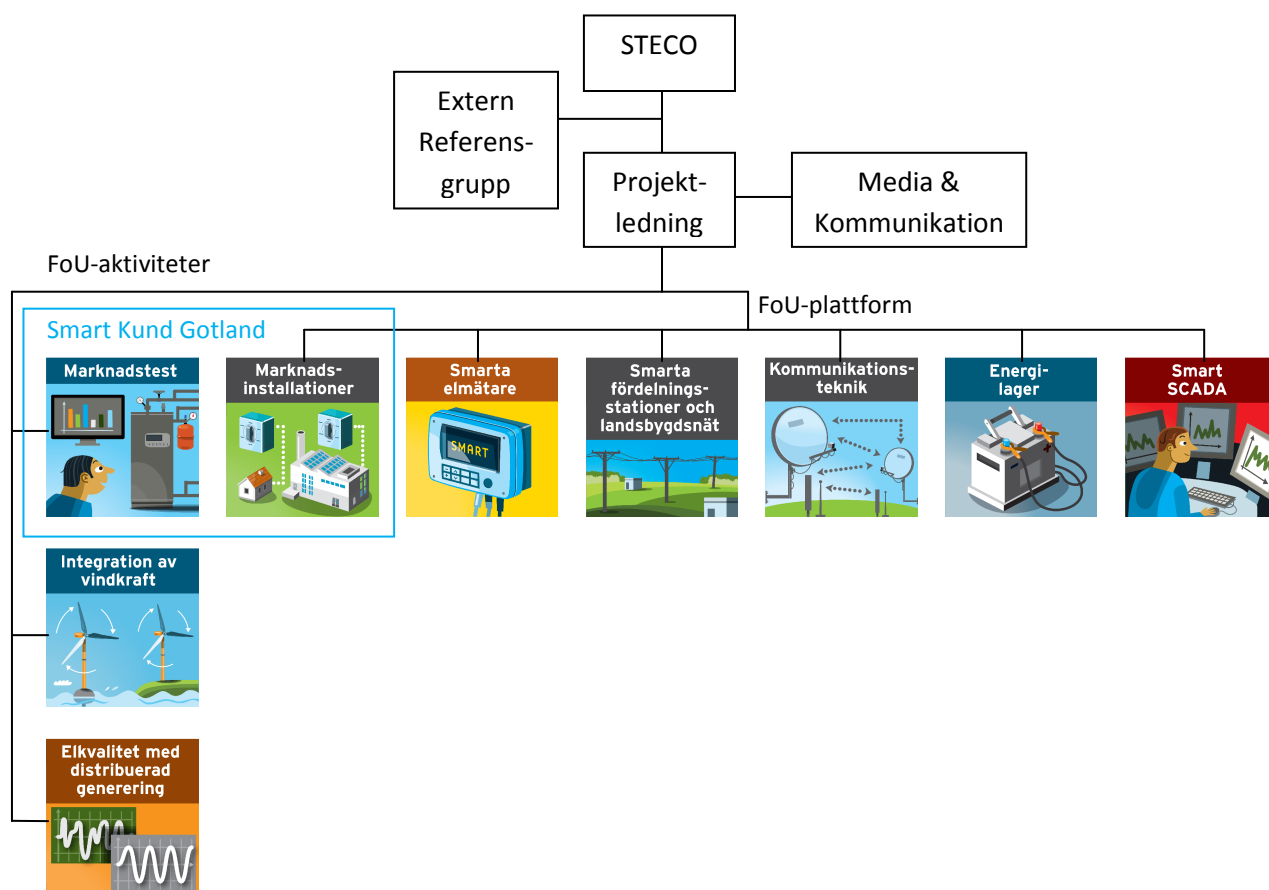 STECO
Extern
Referens-
grupp
Projekt-
ledning
Media &
Kommunikation
FoU-aktiviteter
FoU-plattform
Smart Kund Gotland
Marknadstest
Marknads-
installationer
Smarta
elmätare
SMART
Smarta
fördelnings-
stationer och
landsbygdsnät
Kommunikations-
teknik
Energi-
lager
Smart
SCADA
Integration av
vindkraft
Elkvalitet med
distribuerad
generering